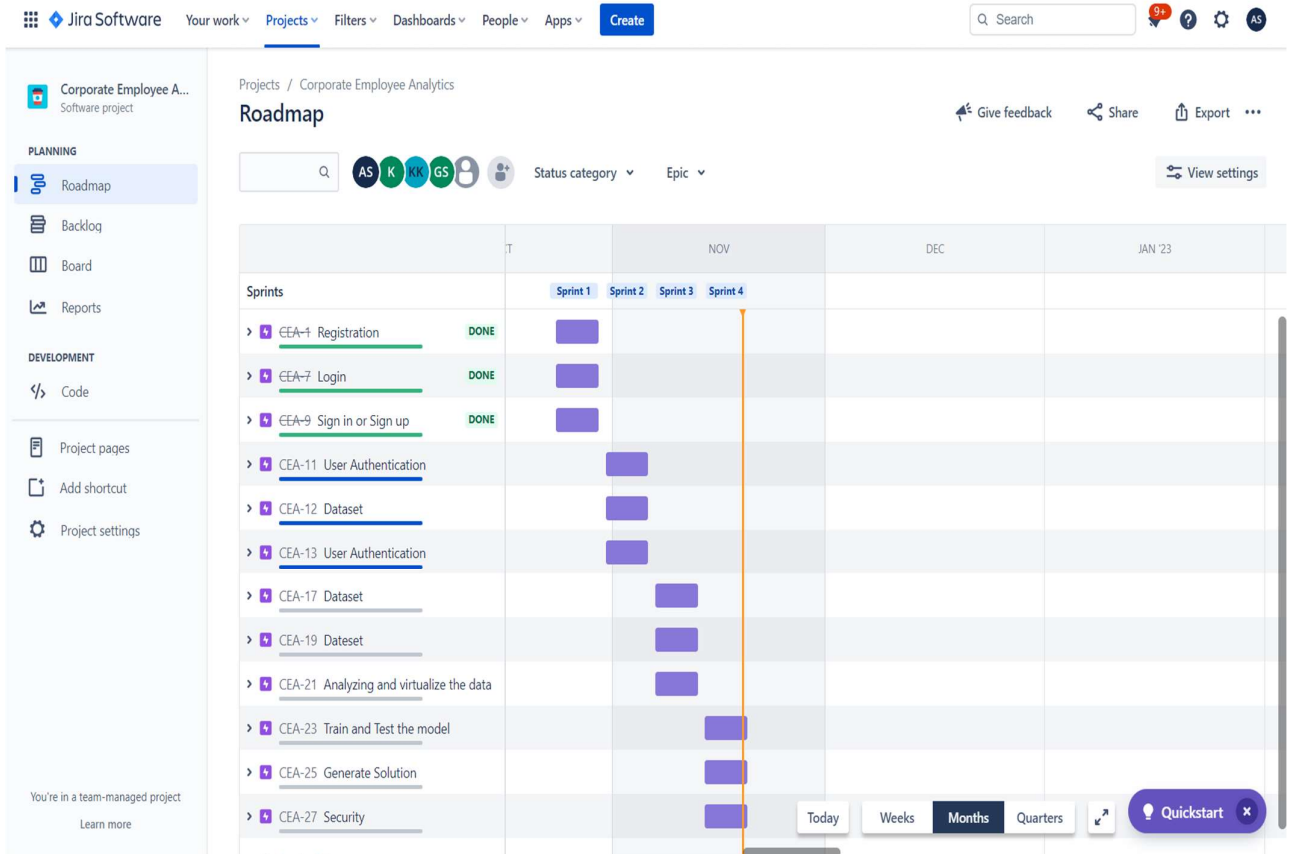 Jira Software Your work Projects Filters Dashboards People Apps Create Search 9+ AS
Corporate Employee A...
Software project
PLANNING
Roadmap
Backlog
Board
Reports
DEVELOPMENT
Code
Project pages
Add shortcut
Project settings
You're in a team-managed project
Learn more
Projects / Corporate Employee Analytics
Roadmap
Give feedback Share Export
AS K KK GS Status category Epic View settings
NOV DEC JAN '23
Sprints Sprint 1 Sprint 2 Sprint 3 Sprint 4
CEA-1 Registration DONE
CEA-7 Login DONE
CEA-9 Sign in or Sign up DONE
CEA-11 User Authentication
CEA-12 Dataset
CEA-13 User Authentication
CEA-17 Dataset
CEA-19 Dateset
CEA-21 Analyzing and virtualize the data
CEA-23 Train and Test the model
CEA-25 Generate Solution
CEA-27 Security
Today Weeks Months Quarters Quickstart